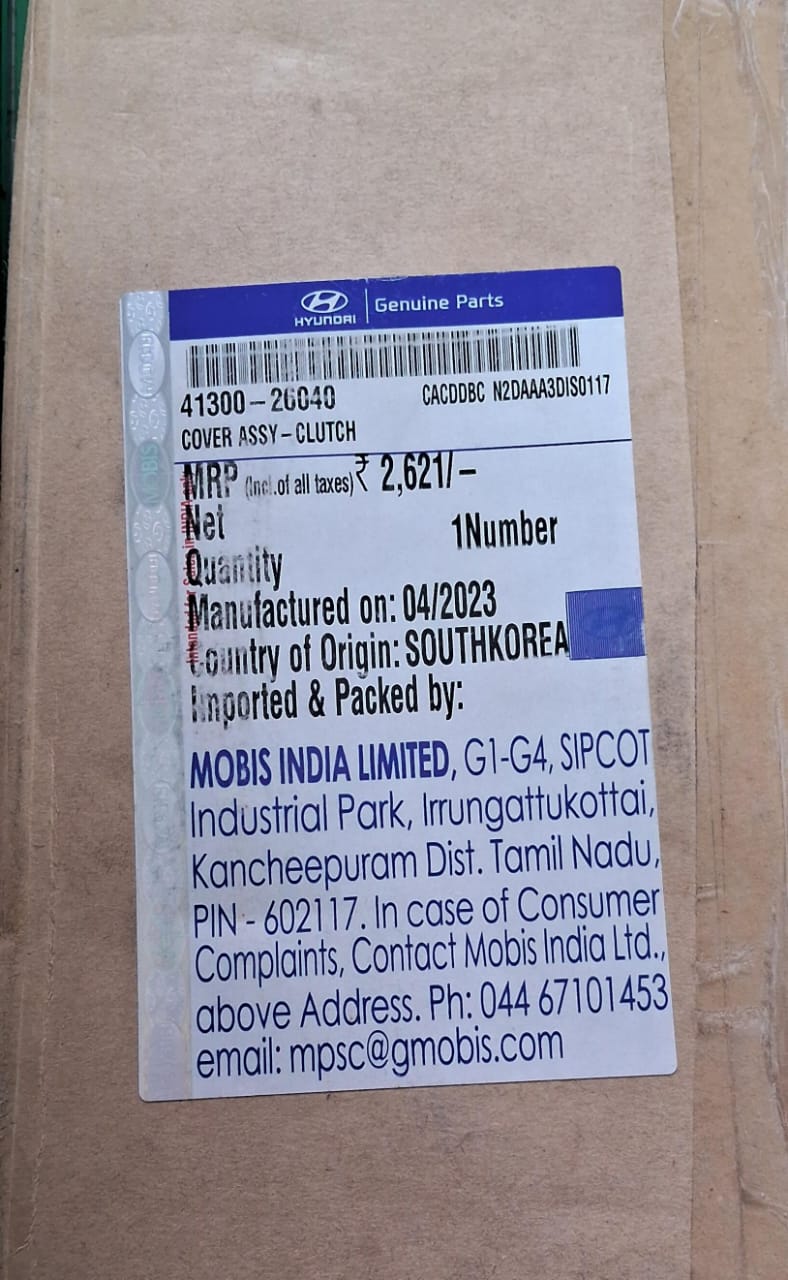 HYUNDAI | Genuine Parts
41300-26040 CACDDBC N2DAAA3DIS0117
COVER ASSY-CLUTCH
MRP (Incl.of all taxes)₹ 2,621/-
Net 1Number
Quantity
Manufactured on: 04/2023
Country of Origin: SOUTHKOREA
Imported & Packed by:
MOBIS INDIA LIMITED, G1-G4, SIPCOT
Industrial Park, Irrungattukottai,
Kancheepuram Dist. Tamil Nadu,
PIN - 602117. In case of Consumer
Complaints, Contact Mobis India Ltd.,
above Address. Ph: 044 67101453
email: mpsc@gmobis.com
MOBIS